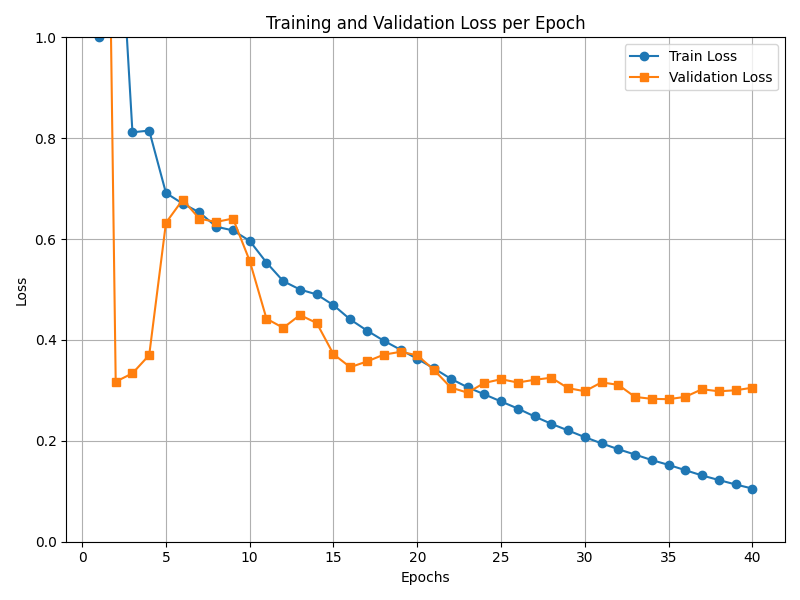 Training and Validation Loss per Epoch
Train Loss
Validation Loss
1.0
0.8
0.6
0.4
0.2
0.0
Loss
0 5 10 15 20 25 30 35 40
Epochs